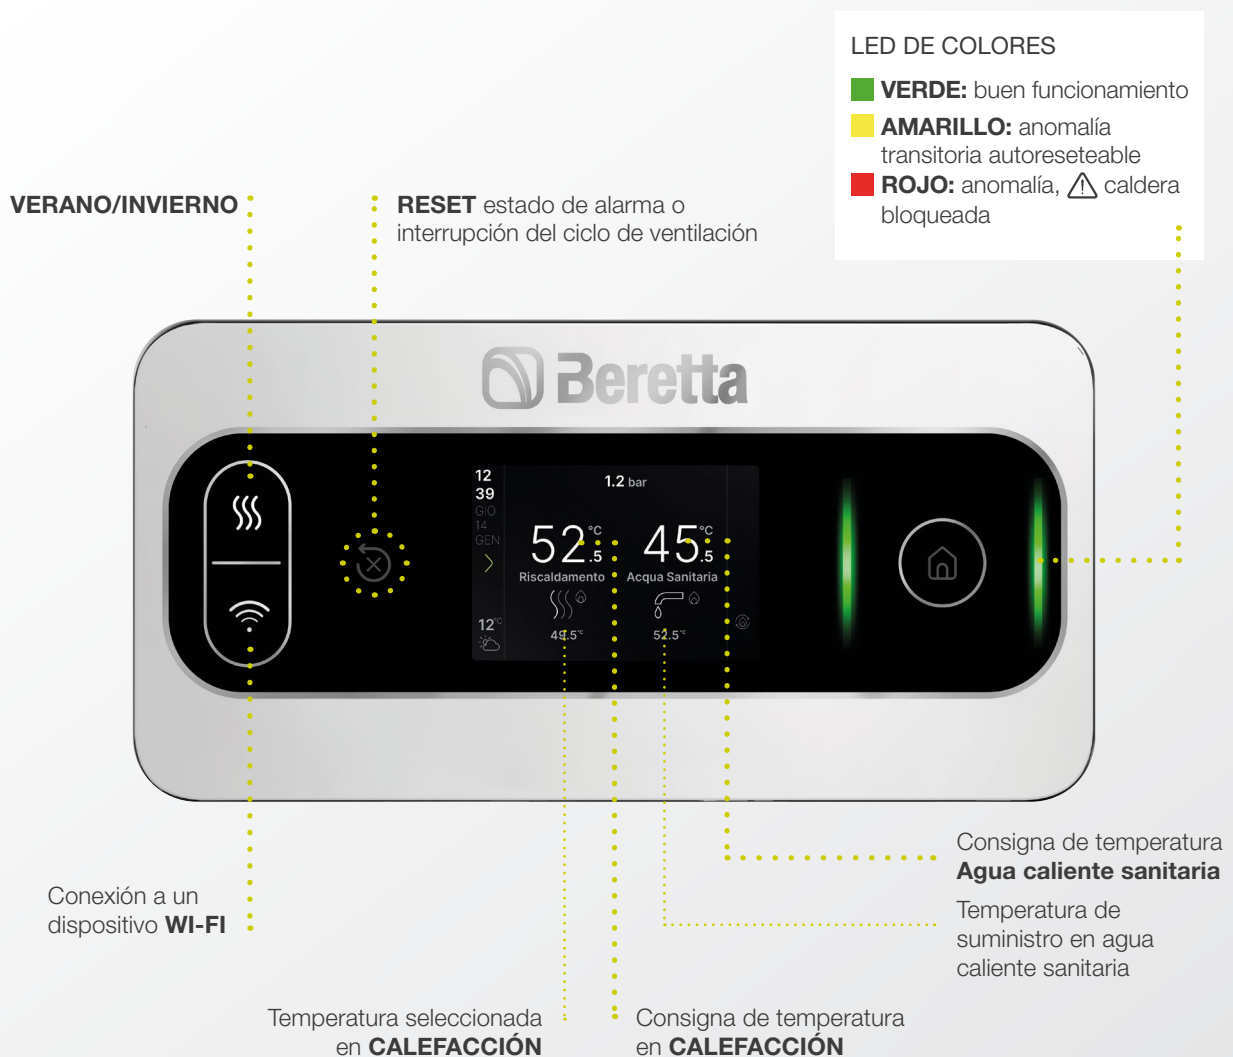 LED DE COLORES
VERDE: buen funcionamiento
AMARILLO: anomalía
transitoria autoreseteable
ROJO: anomalía, caldera
bloqueada
VERANO/INVIERNO
RESET estado de alarma o
interrupción del ciclo de ventilación
Beretta
12
39
GIO
14
GEN
1.2 bar
52.5 °C
45.5 °C
Riscaldamento
Acqua Sanitaria
12°C
49.5°C
52.5°C
Conexión a un
dispositivo WI-FI
Consigna de temperatura
Agua caliente sanitaria
Temperatura de
suministro en agua
caliente sanitaria
Temperatura seleccionada
en CALEFACCIÓN
Consigna de temperatura
en CALEFACCIÓN